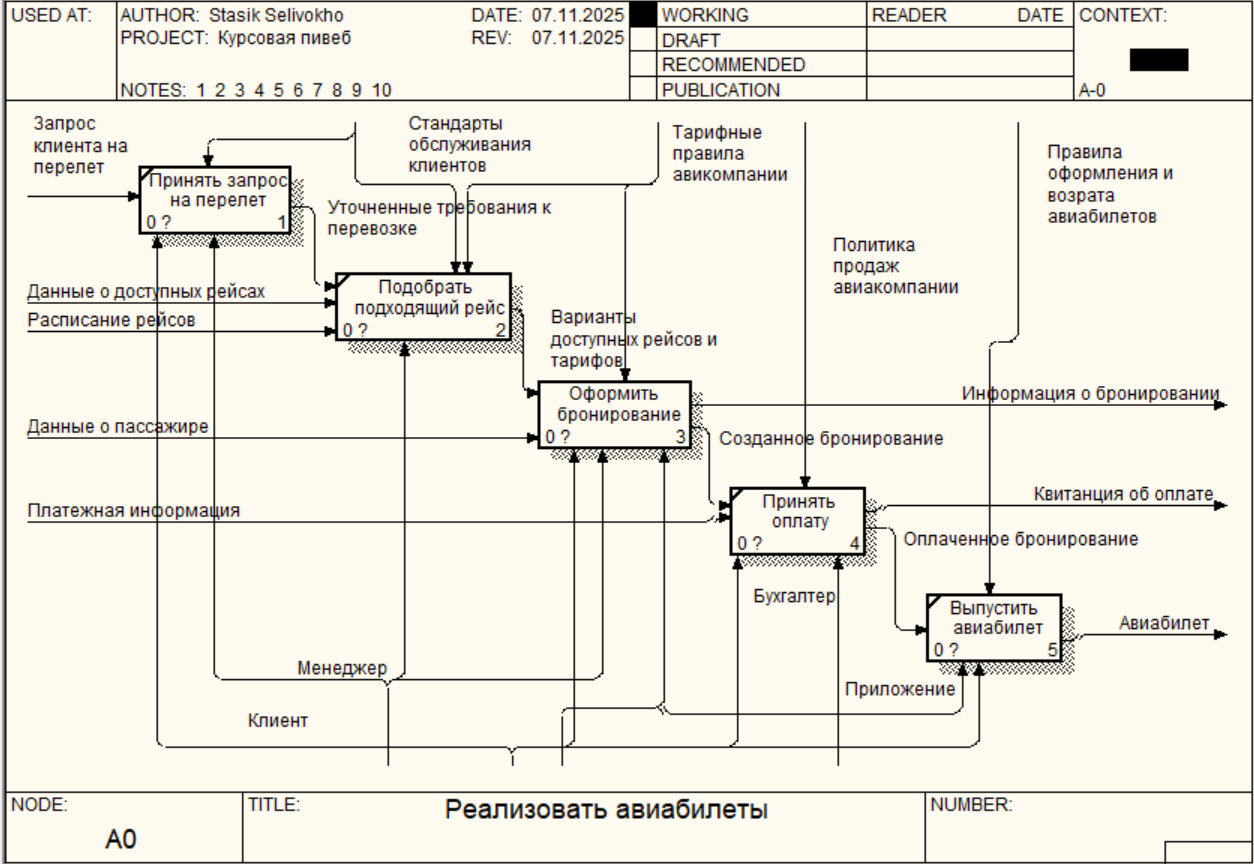 USED AT:
AUTHOR: Stasik Selivokho
DATE: 07.11.2025
PROJECT: Курсовая пивеб
REV: 07.11.2025
NOTES: 1 2 3 4 5 6 7 8 9 10
WORKING
DRAFT
RECOMMENDED
PUBLICATION
READER DATE
CONTEXT:
A-0
Запрос
клиента на
перелет
Стандарты
обслуживания
клиентов
Тарифные
правила
авикомпании
Правила
оформления и
возрата
авиабилетов
Принять запрос
на перелет
0 ? 1
Уточненные требования к
перевозке
Политика
продаж
авиакомпании
Данные о доступных рейсах
Расписание рейсов
Подобрать
подходящий рейс
0 ? 2
Варианты
доступных рейсов и
тарифов
Оформить
бронирование
0 ? 3
Информация о бронировании
Данные о пассажире
Созданное бронирование
Платежная информация
Принять
оплату
0 ? 4
Квитанция об оплате
Оплаченное бронирование
Бухгалтер
Выпустить
авиабилет
0 ? 5
Авиабилет
Менеджер
Приложение
Клиент
NODE:
A0
TITLE:
Реализовать авиабилеты
NUMBER: